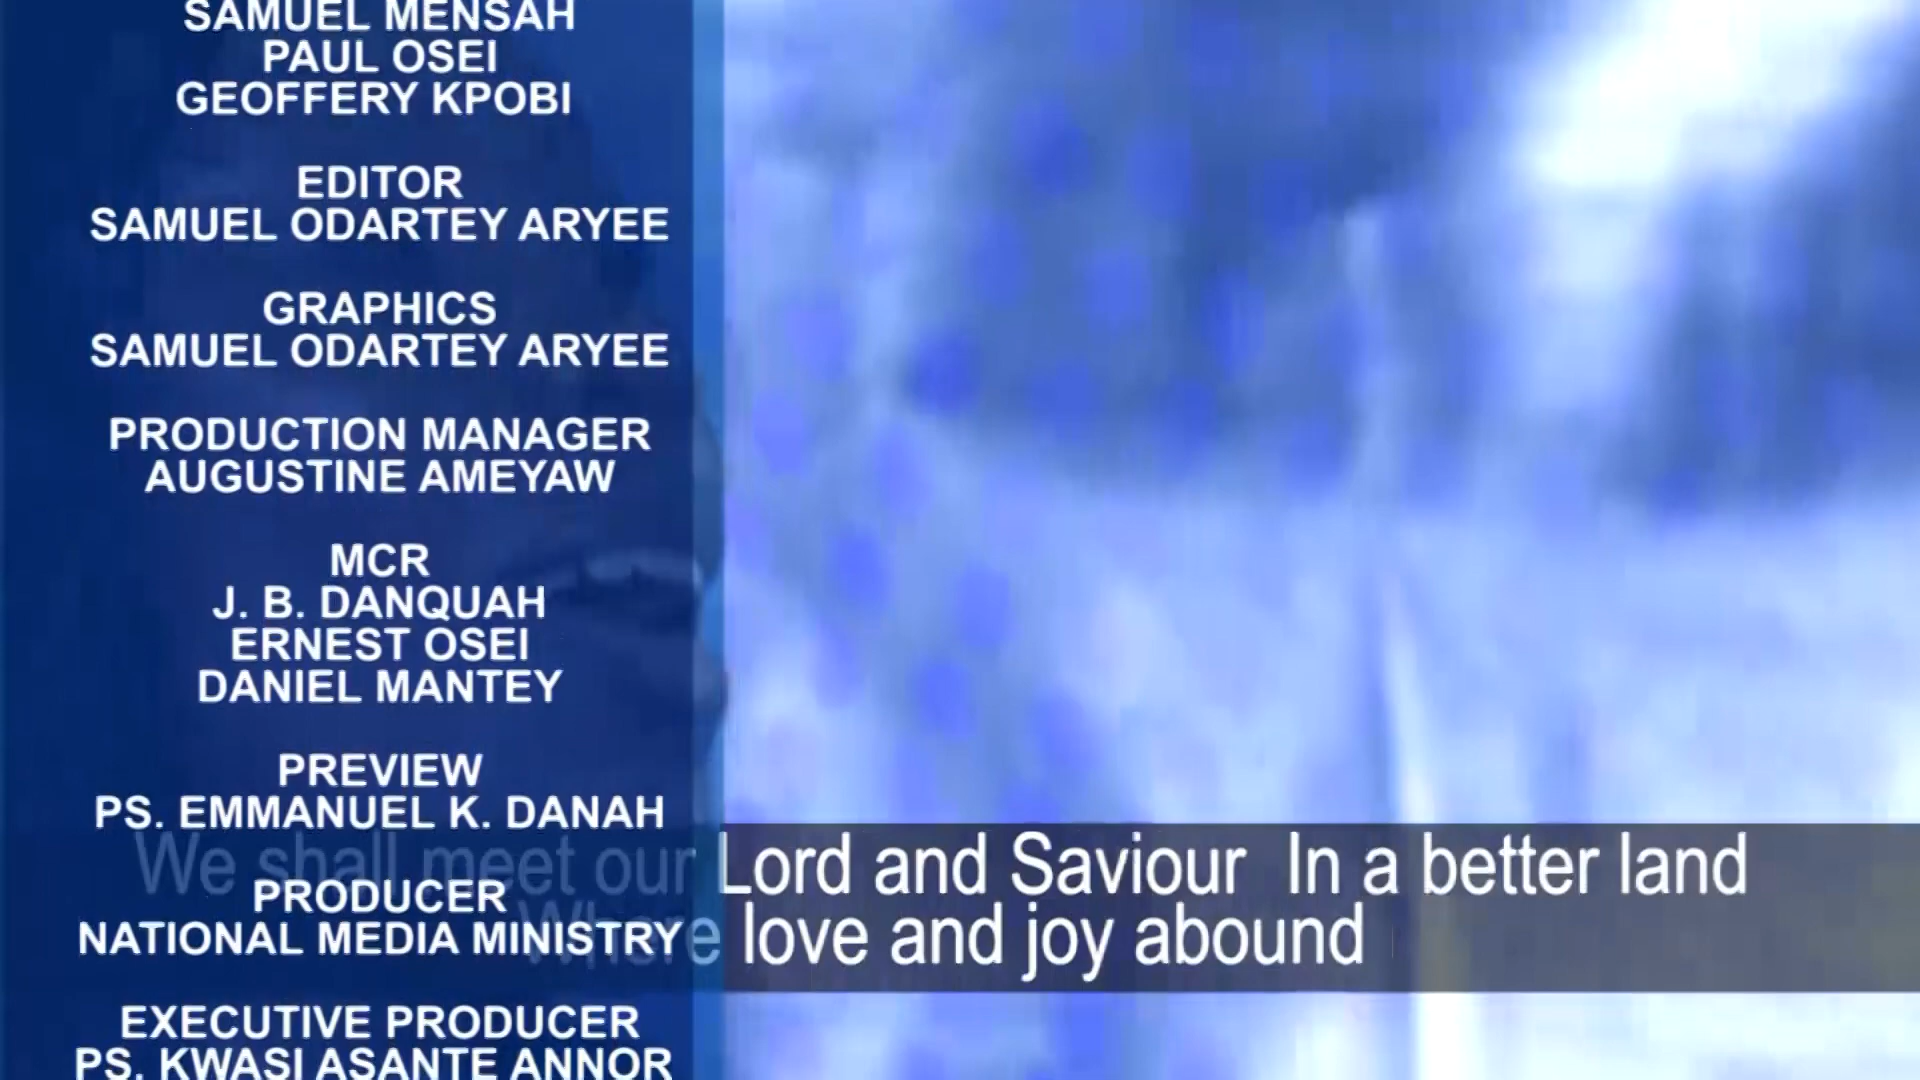 SAMUEL MENSAH
PAUL OSEI
GEOFFERY KPOBI
EDITOR
SAMUEL ODARTEY ARYEE
GRAPHICS
SAMUEL ODARTEY ARYEE
PRODUCTION MANAGER
AUGUSTINE AMEYAW
MCR
J. B. DANQUAH
ERNEST OSEI
DANIEL MANTEY
PREVIEW
PS. EMMANUEL K. DANAH
PRODUCER
NATIONAL MEDIA MINISTRY
EXECUTIVE PRODUCER
PS. KWASI ASANTE ANNOR
We shall meet our Lord and Saviour In a better land
Where love and joy abound